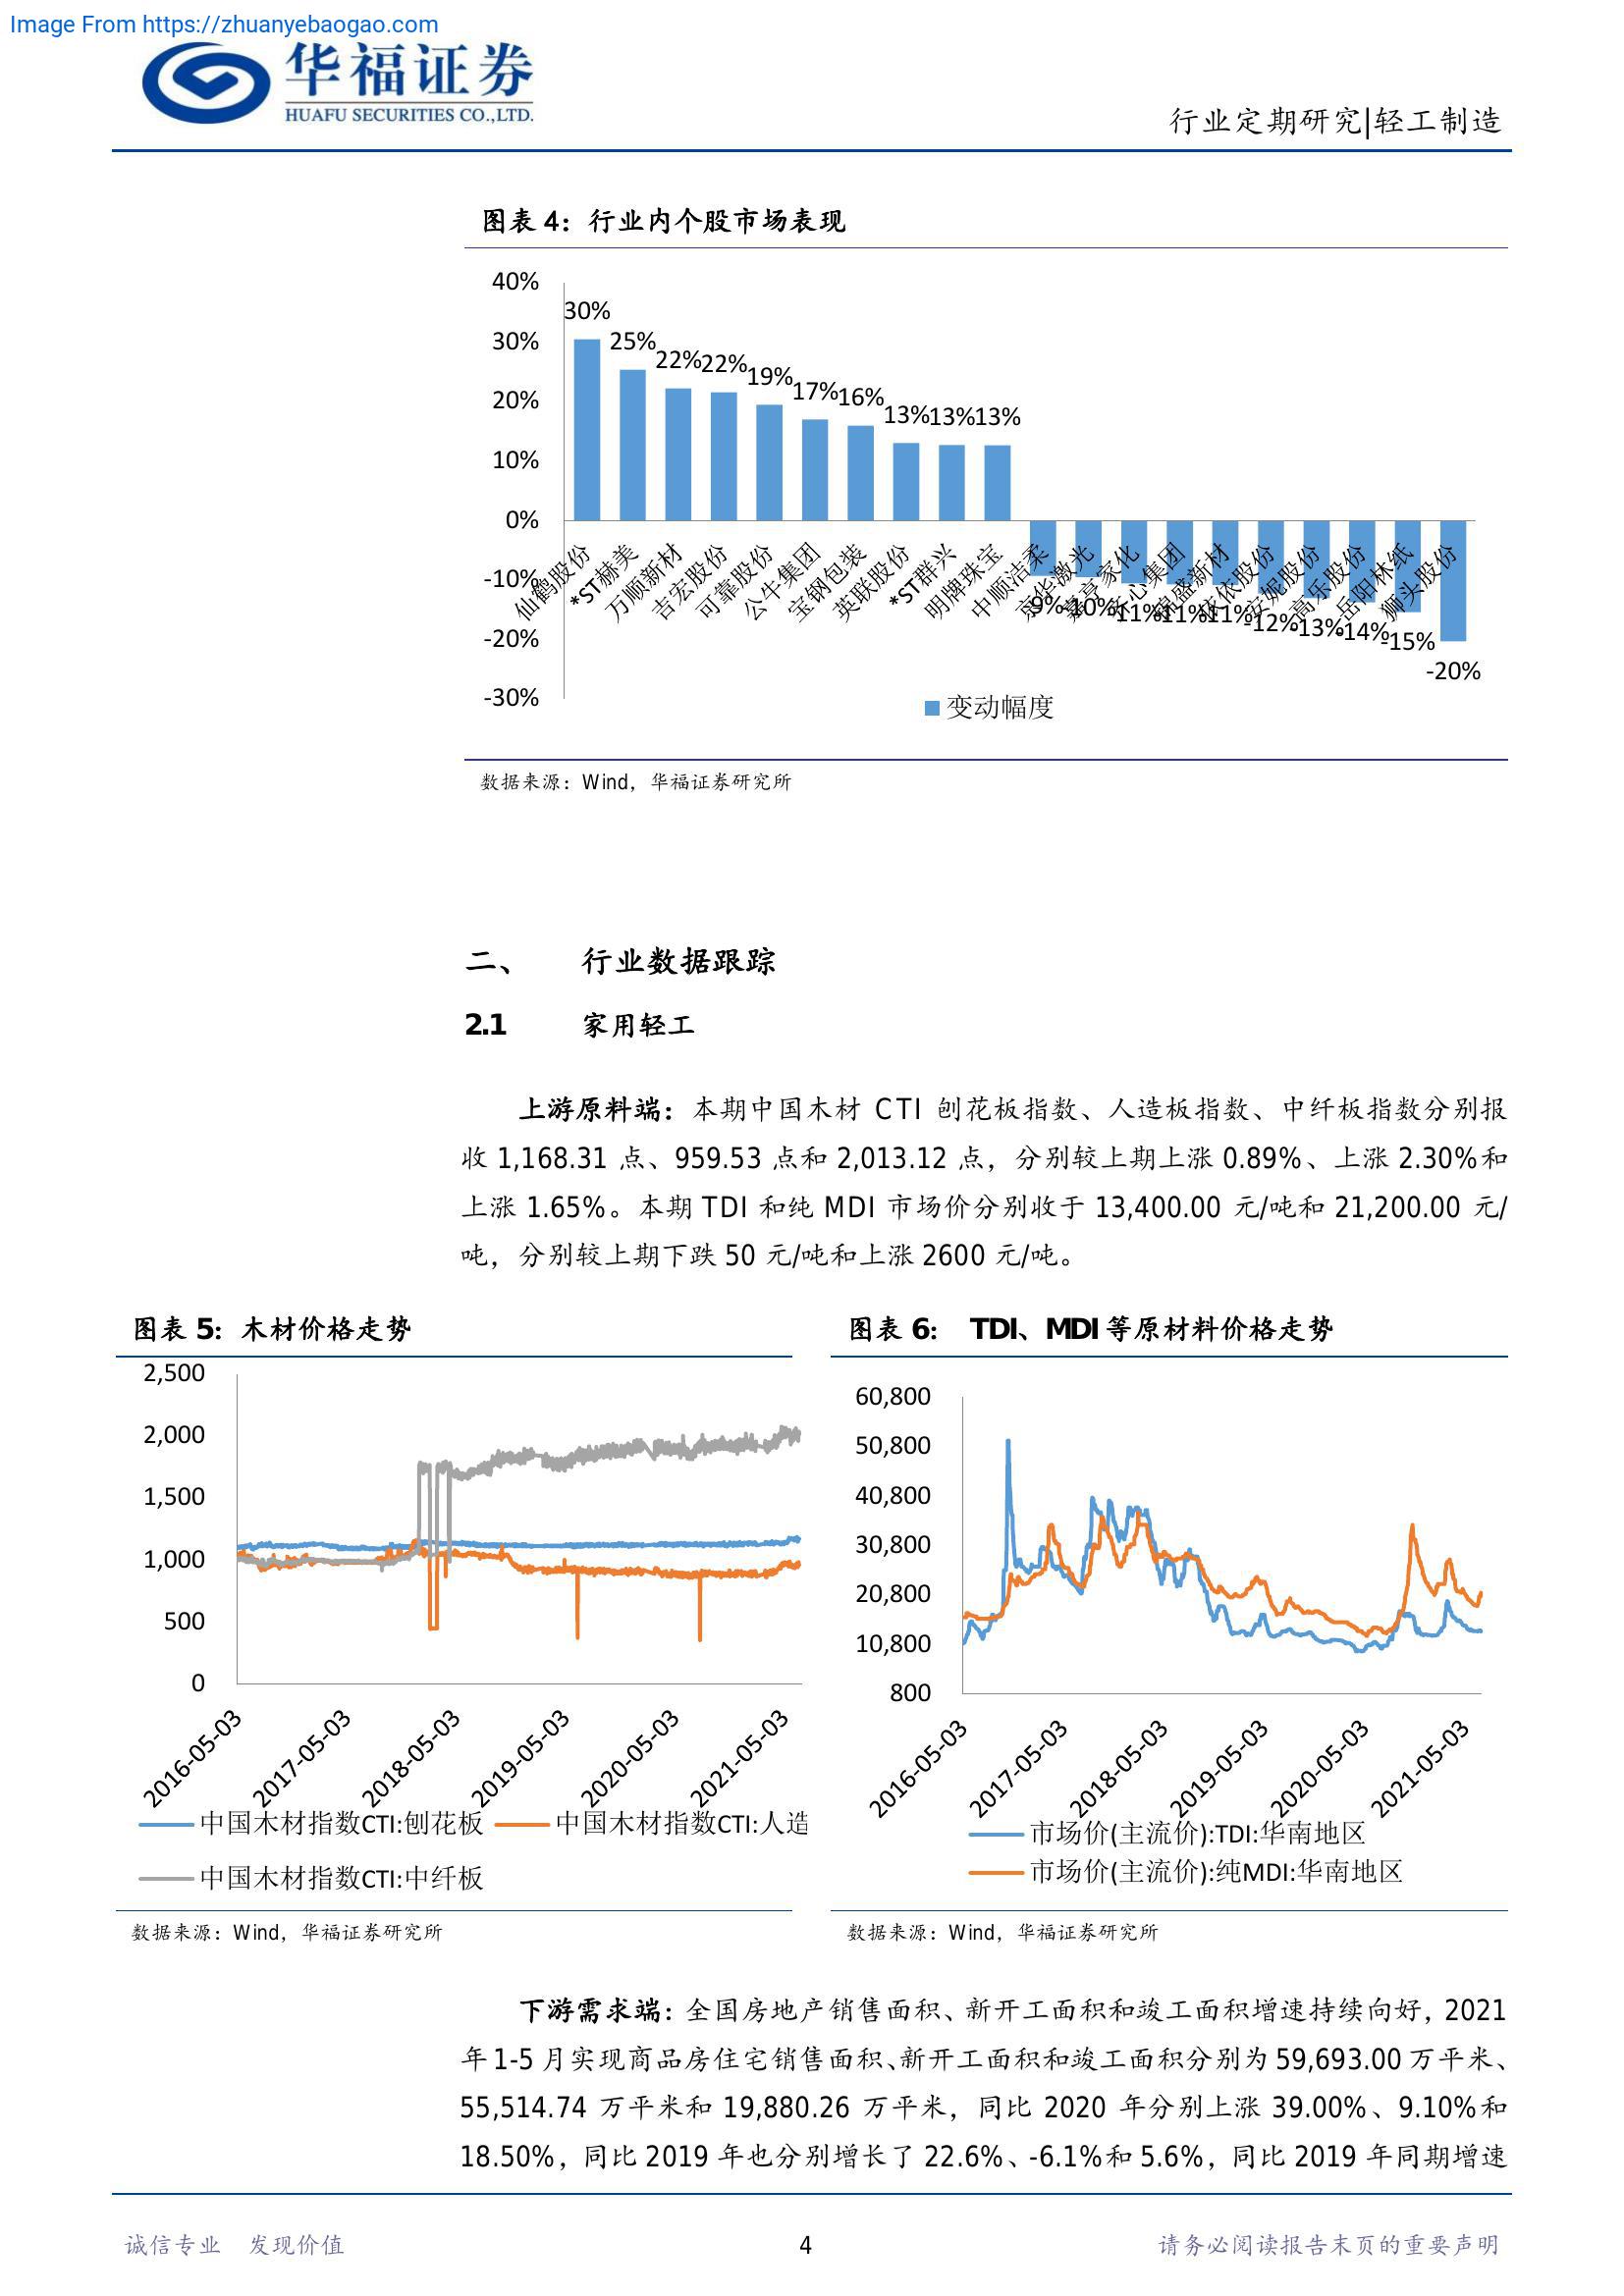 Image From https://zhuanyebaogao.com
华福证券
HUAFU SECURITIES CO.,LTD.
行业定期研究|轻工制造
图表 4：行业内个股市场表现
40%
30%
20%
10%
0%
-10%
-20%
-30%
30%
25%
22%
22%
19%
17%
16%
13%
13%
13%
-9%
-10%
-11%
-11%
-11%
-12%
-13%
-14%
-15%
-20%
仙鹤股份
*ST赫美
万顺新材
吉宏股份
可靠股份
公牛集团
宝钢包装
英联股份
*ST群兴
明牌珠宝
中顺洁柔
京华激光
嘉亨家化
齐心集团
锦盛新材
依依股份
安妮股份
高乐股份
岳阳林纸
狮头股份
变动幅度
数据来源：Wind，华福证券研究所
二、 行业数据跟踪
2.1 家用轻工
上游原料端：本期中国木材 CTI 刨花板指数、人造板指数、中纤板指数分别报
收 1,168.31 点、959.53 点和 2,013.12 点，分别较上期上涨 0.89%、上涨 2.30%和
上涨 1.65%。本期 TDI 和纯 MDI 市场价分别收于 13,400.00 元/吨和 21,200.00 元/
吨，分别较上期下跌 50 元/吨和上涨 2600 元/吨。
图表 5：木材价格走势
2,500
2,000
1,500
1,000
500
0
2016-05-03
2017-05-03
2018-05-03
2019-05-03
2020-05-03
2021-05-03
中国木材指数CTI:刨花板
中国木材指数CTI:人造
中国木材指数CTI:中纤板
数据来源：Wind，华福证券研究所
图表 6： TDI、MDI 等原材料价格走势
60,800
50,800
40,800
30,800
20,800
10,800
800
2016-05-03
2017-05-03
2018-05-03
2019-05-03
2020-05-03
2021-05-03
市场价(主流价):TDI:华南地区
市场价(主流价):纯MDI:华南地区
数据来源：Wind，华福证券研究所
下游需求端：全国房地产销售面积、新开工面积和竣工面积增速持续向好，2021
年 1-5 月实现商品房住宅销售面积、新开工面积和竣工面积分别为 59,693.00 万平米、
55,514.74 万平米和 19,880.26 万平米，同比 2020 年分别上涨 39.00%、9.10%和
18.50%，同比 2019 年也分别增长了 22.6%、-6.1%和 5.6%，同比 2019 年同期增速
诚信专业 发现价值
4
请务必阅读报告末页的重要声明